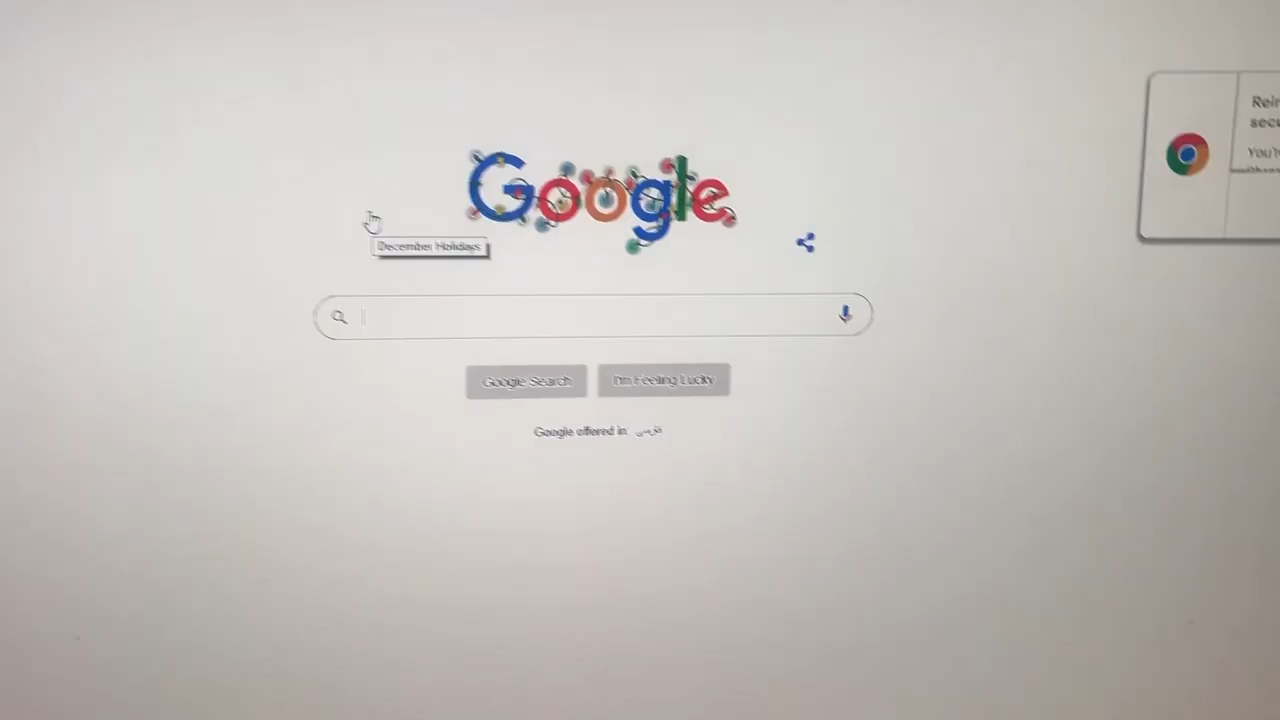 Google
December Holidays
Google Search
I'm Feeling Lucky
Google offered in: فارسی